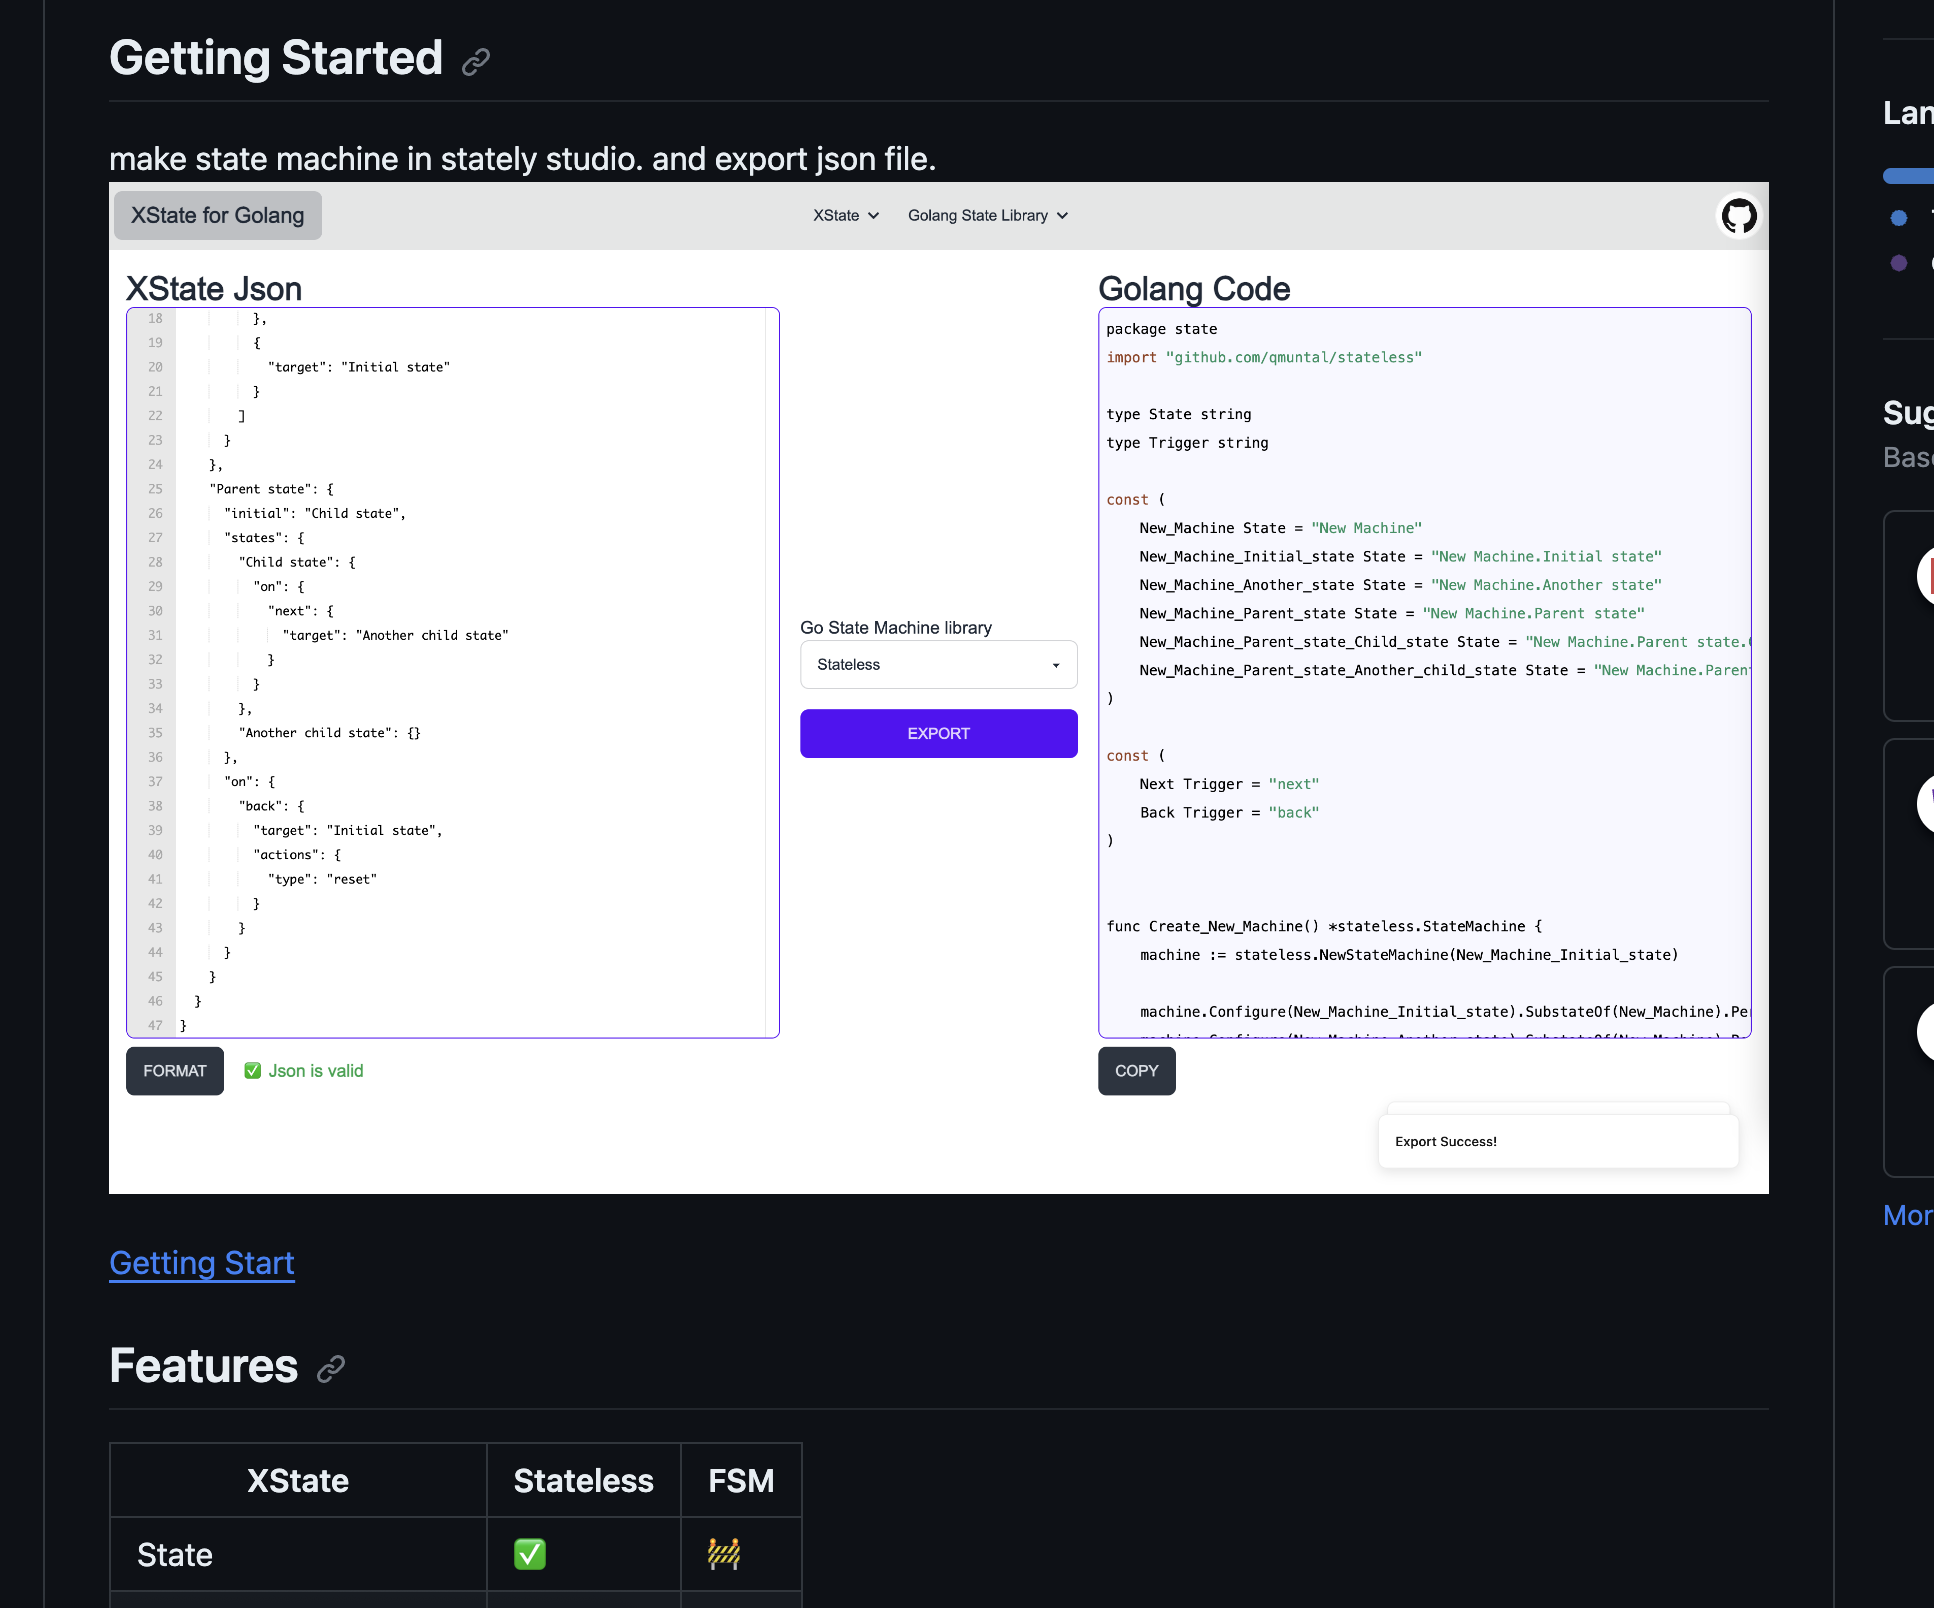 Getting Started
make state machine in stately studio. and export json file.
XState for Golang
XState
Golang State Library
XState Json
18 },
19 {
20 "target": "Initial state"
21 }
22 ]
23 }
24 },
25 "Parent state": {
26 "initial": "Child state",
27 "states": {
28 "Child state": {
29 "on": {
30 "next": {
31 "target": "Another child state"
32 }
33 }
34 },
35 "Another child state": {}
36 },
37 "on": {
38 "back": {
39 "target": "Initial state",
40 "actions": {
41 "type": "reset"
42 }
43 }
44 }
45 }
46 }
47 }
FORMAT
✅ Json is valid
Go State Machine library
Stateless
EXPORT
Golang Code
package state
import "github.com/qmuntal/stateless"
type State string
type Trigger string
const (
New_Machine State = "New Machine"
New_Machine_Initial_state State = "New Machine.Initial state"
New_Machine_Another_state State = "New Machine.Another state"
New_Machine_Parent_state State = "New Machine.Parent state"
New_Machine_Parent_state_Child_state State = "New Machine.Parent state.
New_Machine_Parent_state_Another_child_state State = "New Machine.Paren
)
const (
Next Trigger = "next"
Back Trigger = "back"
)
func Create_New_Machine() *stateless.StateMachine {
machine := stateless.NewStateMachine(New_Machine_Initial_state)
machine.Configure(New_Machine_Initial_state).SubstateOf(New_Machine).Pe
COPY
Export Success!
Getting Start
Features
XState Stateless FSM
State ✅ 🚧
Lan
Sug
Bas
Mor